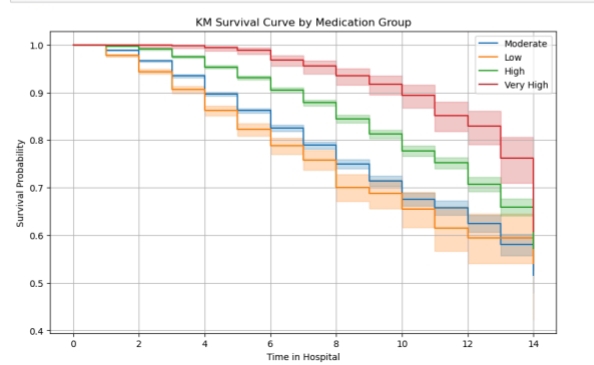 KM Survival Curve by Medication Group
1.0
0.9
0.8
0.7
0.6
0.5
0.4
Survival Probability
Moderate
Low
High
Very High
0 2 4 6 8 10 12 14
Time in Hospital